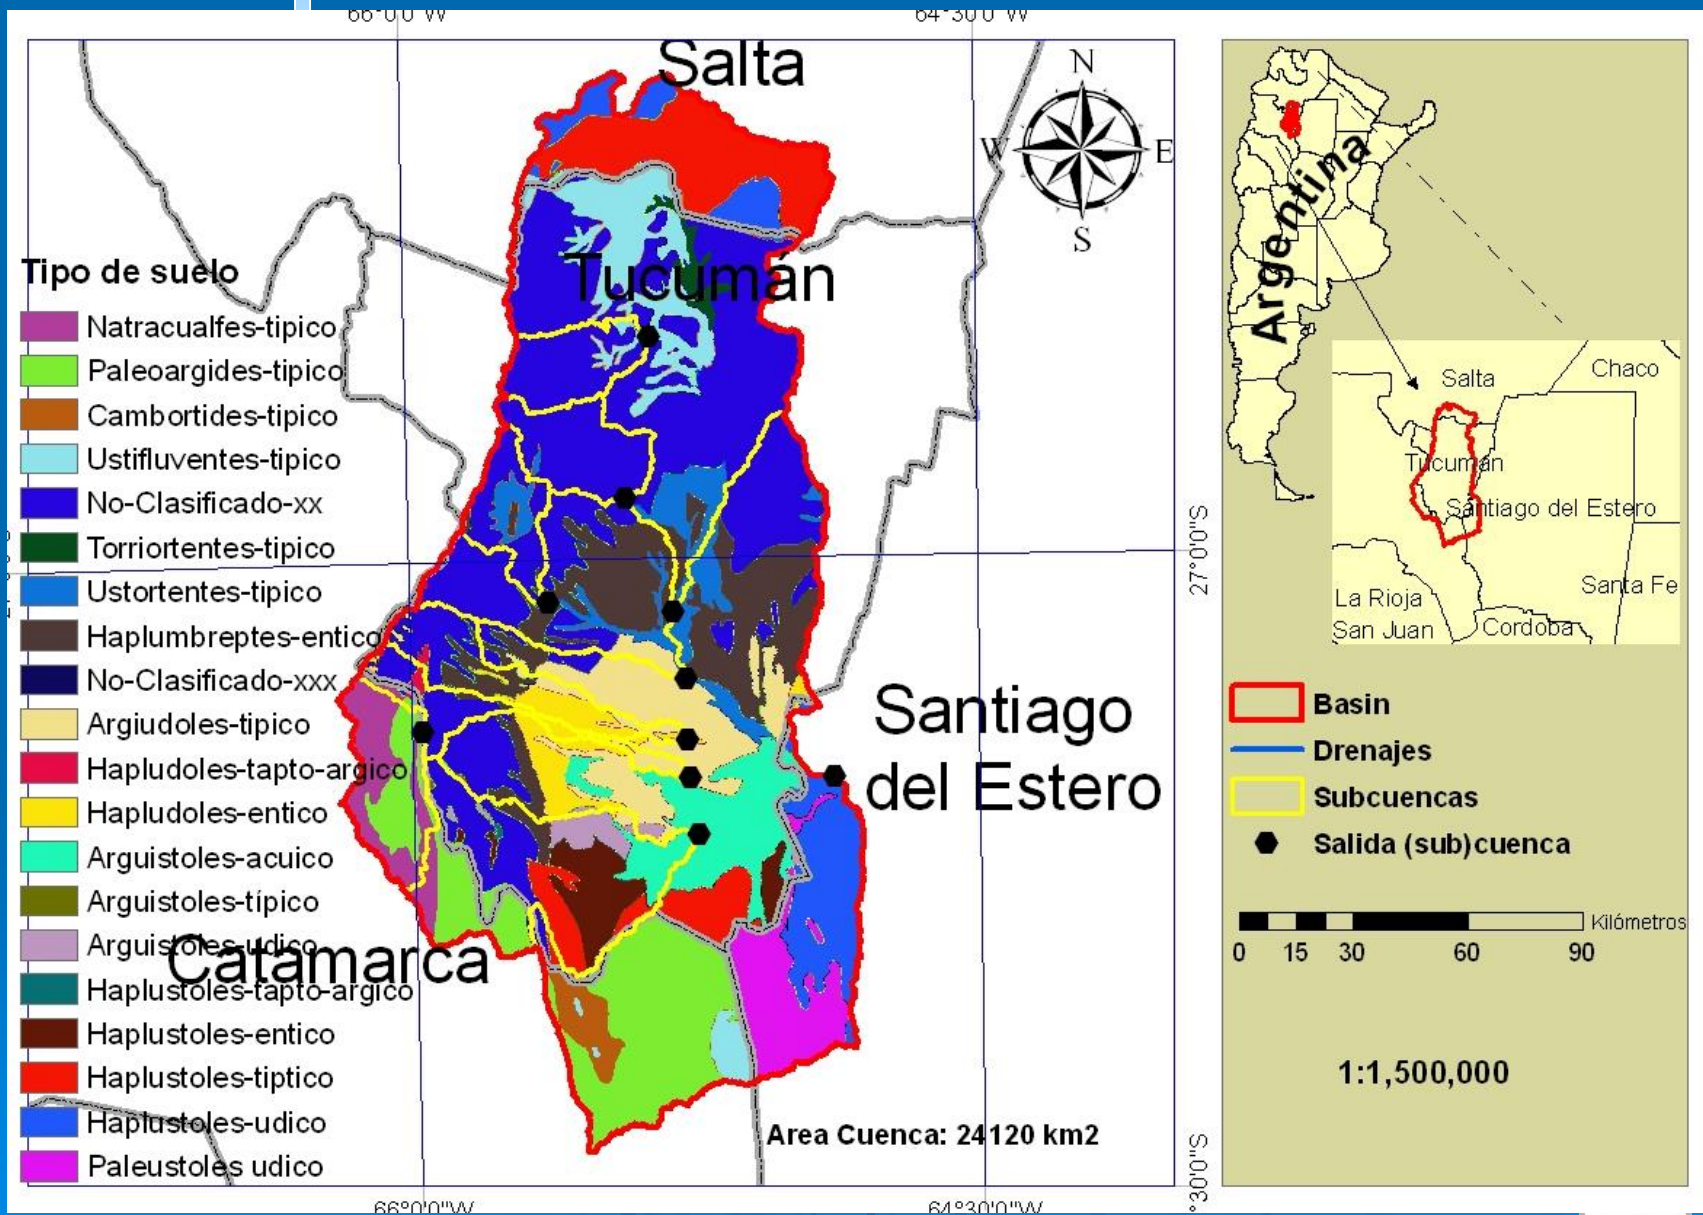 66°0'0"W
64°30'0"W
Salta
N
W
E
S
Tucumán
Tipo de suelo
Natracualfes-tipico
Paleoargides-tipico
Cambortides-tipico
Ustifluventes-tipico
No-Clasificado-xx
Torriortentes-tipico
Ustortentes-tipico
Haplumbreptes-entico
No-Clasificado-xxx
Argiudoles-tipico
Hapludoles-tapto-argico
Hapludoles-entico
Arguistoles-acuico
Arguistoles-típico
Arguistoles-udico
Haplustoles-tapto-argico
Haplustoles-entico
Haplustoles-tiptico
Haplustoles-udico
Paleustoles udico
Catamarca
Santiago
del Estero
Area Cuenca: 24120 km2
27°0'0"S
°30'0"S
66°0'0"W
64°30'0"W
Argentina
Salta
Chaco
Tucumán
Santiago del Estero
Santa Fe
La Rioja
San Juan
Cordoba
Basin
Drenajes
Subcuencas
Salida (sub)cuenca
Kilómetros
0 15 30 60 90
1:1,500,000